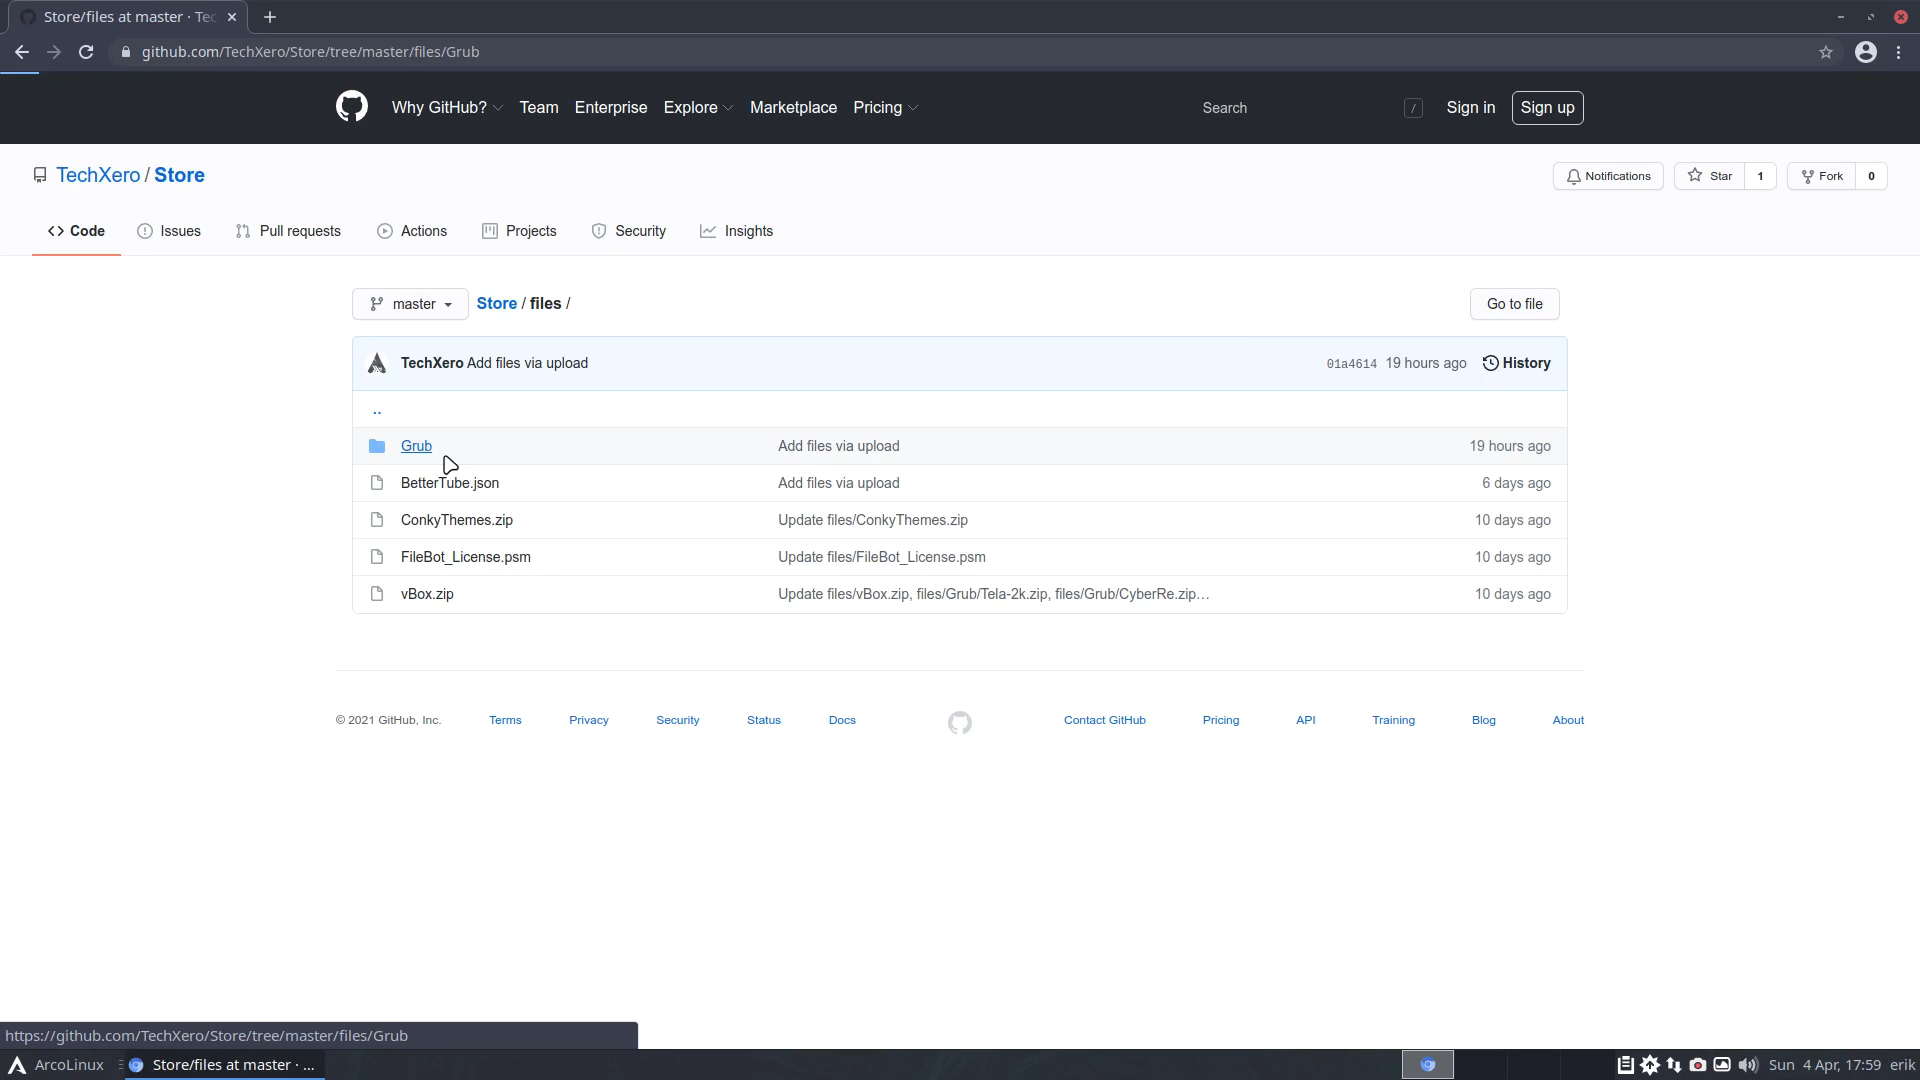 Store/files at master · Tec
github.com/TechXero/Store/tree/master/files/Grub
Why GitHub? Team Enterprise Explore Marketplace Pricing Search / Sign in Sign up
TechXero / Store Notifications Star 1 Fork 0
Code Issues Pull requests Actions Projects Security Insights
master Store / files / Go to file
TechXero Add files via upload 01a4614 19 hours ago History
..
Grub Add files via upload 19 hours ago
BetterTube.json Add files via upload 6 days ago
ConkyThemes.zip Update files/ConkyThemes.zip 10 days ago
FileBot_License.psm Update files/FileBot_License.psm 10 days ago
vBox.zip Update files/vBox.zip, files/Grub/Tela-2k.zip, files/Grub/CyberRe.zip… 10 days ago
© 2021 GitHub, Inc. Terms Privacy Security Status Docs Contact GitHub Pricing API Training Blog About
https://github.com/TechXero/Store/tree/master/files/Grub
ArcoLinux Store/files at master · ... Sun 4 Apr, 17:59 erik